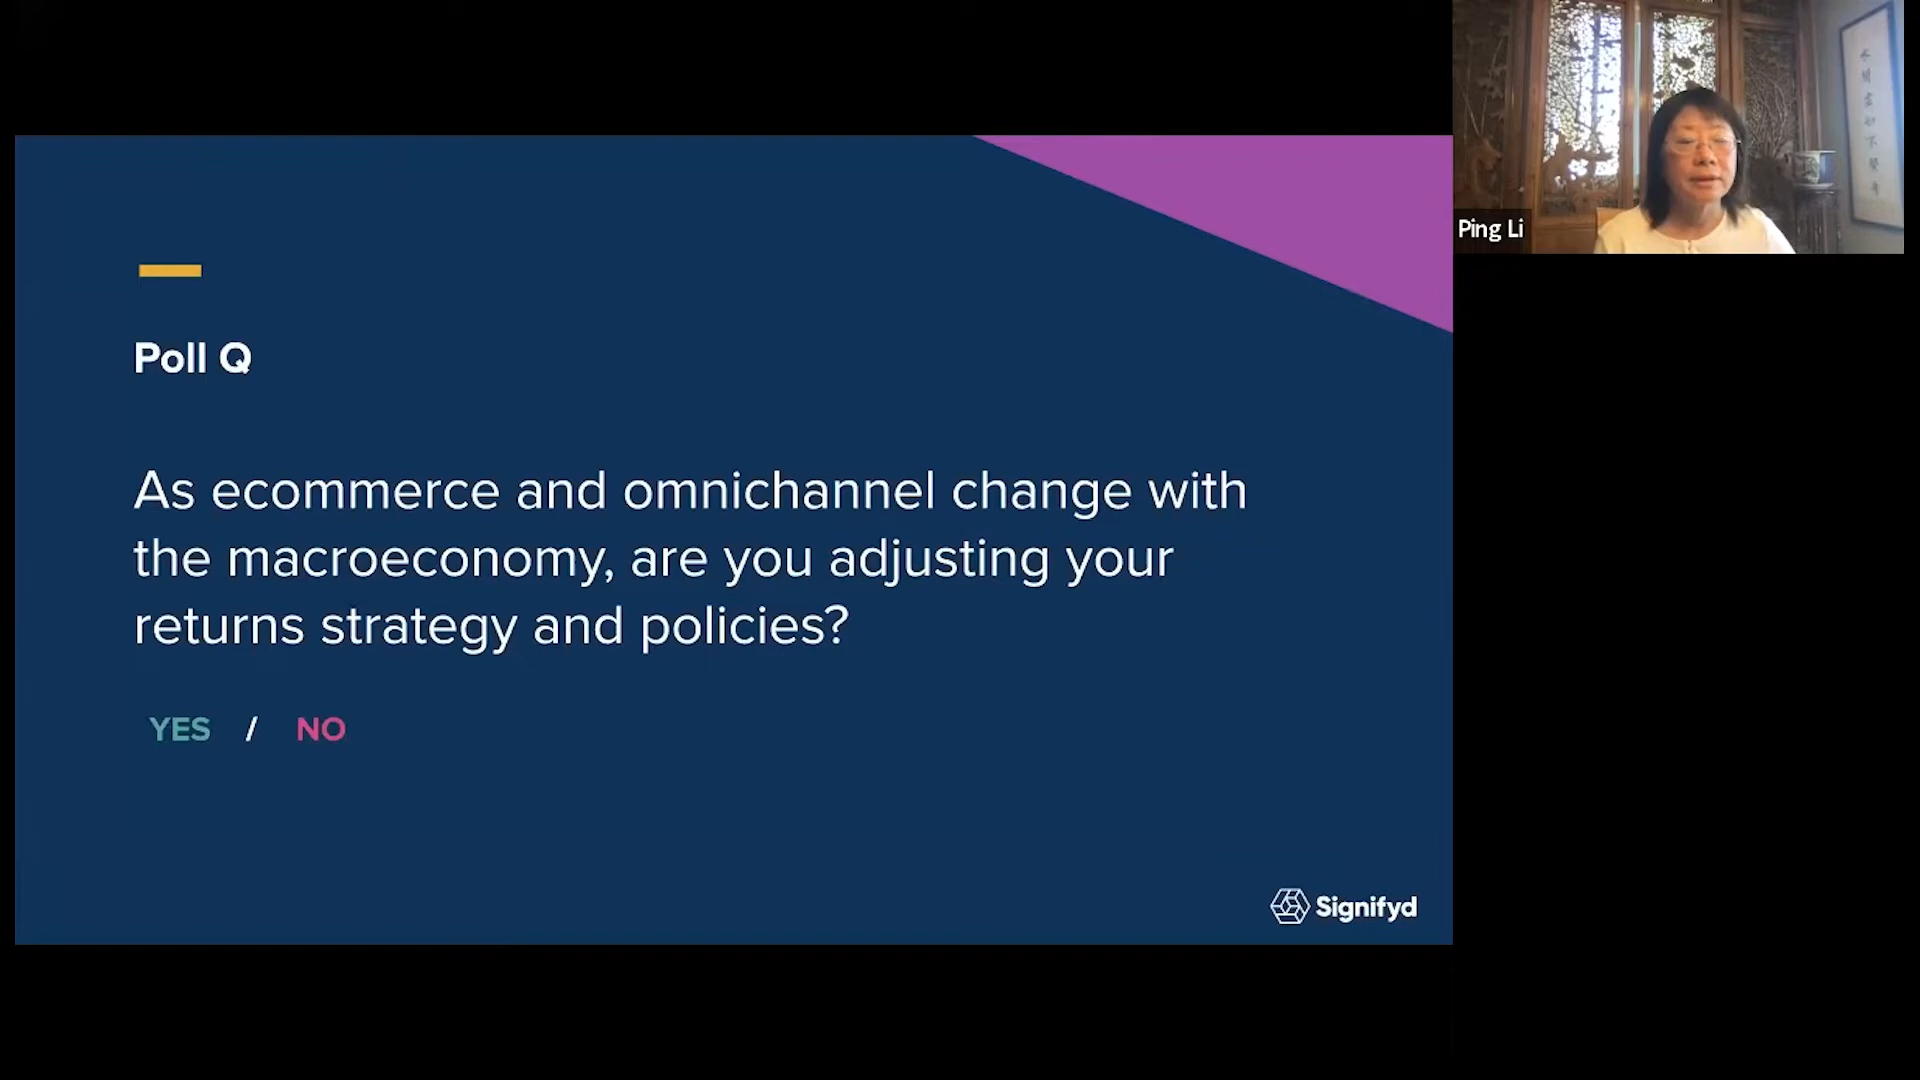 Poll Q
As ecommerce and omnichannel change with
the macroeconomy, are you adjusting your
returns strategy and policies?
YES / NO
Signifyd
Ping Li